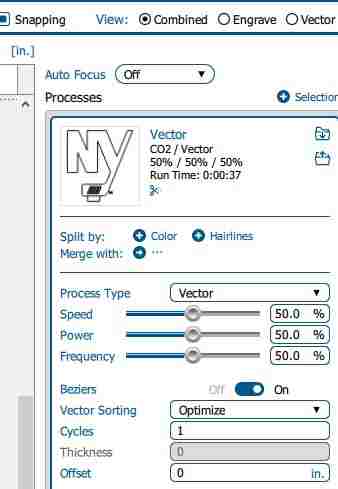 Snapping View: Combined Engrave Vector
[in.]
Auto Focus Off
Processes Selection
NY
Vector
CO2 / Vector
50% / 50% / 50%
Run Time: 0:00:37
Split by: Color Hairlines
Merge with: ...
Process Type Vector
Speed 50.0 %
Power 50.0 %
Frequency 50.0 %
Beziers Off On
Vector Sorting Optimize
Cycles 1
Thickness 0
Offset 0 in.